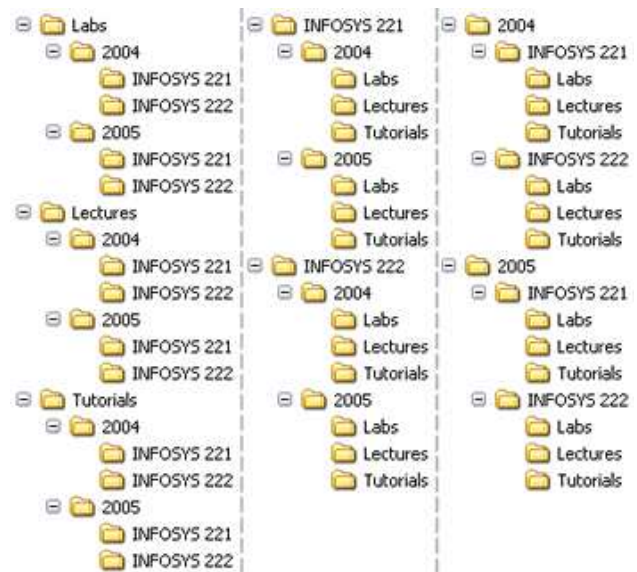 Labs
2004
INFOSYS 221
INFOSYS 222
2005
INFOSYS 221
INFOSYS 222
Lectures
2004
INFOSYS 221
INFOSYS 222
2005
INFOSYS 221
INFOSYS 222
Tutorials
2004
INFOSYS 221
INFOSYS 222
2005
INFOSYS 221
INFOSYS 222
INFOSYS 221
2004
Labs
Lectures
Tutorials
2005
Labs
Lectures
Tutorials
INFOSYS 222
2004
Labs
Lectures
Tutorials
2005
Labs
Lectures
Tutorials
2004
INFOSYS 221
Labs
Lectures
Tutorials
INFOSYS 222
Labs
Lectures
Tutorials
2005
INFOSYS 221
Labs
Lectures
Tutorials
INFOSYS 222
Labs
Lectures
Tutorials